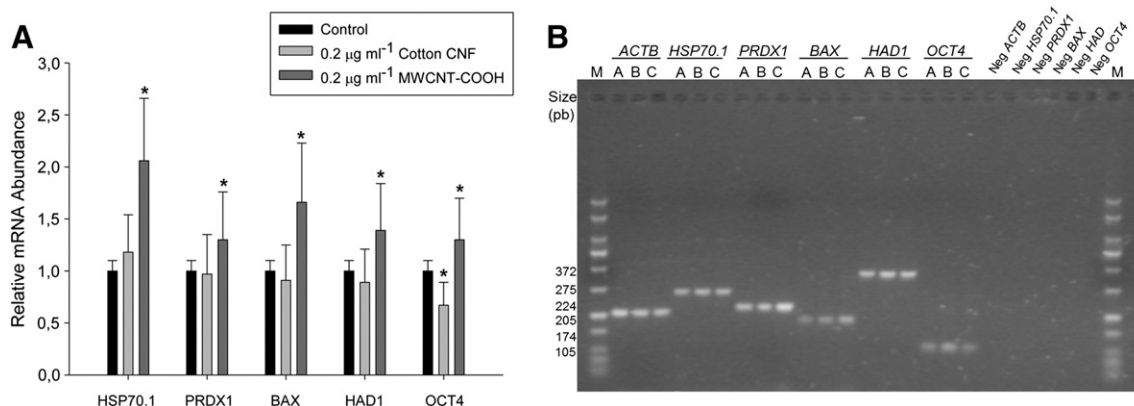 A
Control
0.2 µg ml⁻¹ Cotton CNF
0.2 µg ml⁻¹ MWCNT-COOH
Relative mRNA Abundance
3,0
2,5
2,0
1,5
1,0
0,5
0,0
* * * * * *
HSP70.1 PRDX1 BAX HAD1 OCT4
B
ACTB HSP70.1 PRDX1 BAX HAD1 OCT4
Neg ACTB
Neg HSP70.1
Neg PRDX1
Neg BAX
Neg HAD
Neg OCT4
M A B C A B C A B C A B C A B C A B C M
Size
(pb)
372
275
224
205
174
105